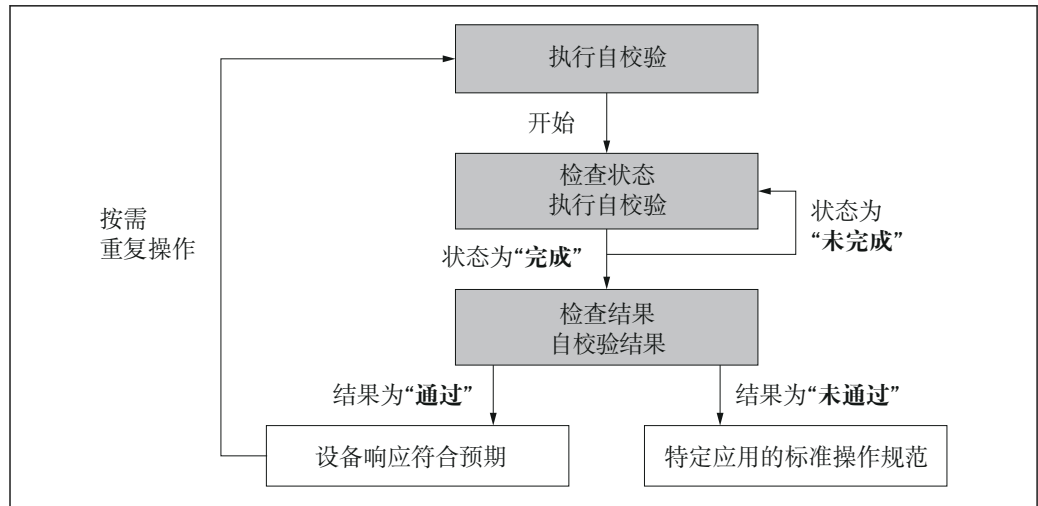 执行自校验
开始
检查状态
执行自校验
按需
重复操作
状态为
“未完成”
状态为“完成”
检查结果
自校验结果
结果为“通过”
结果为“未通过”
设备响应符合预期
特定应用的标准操作规范